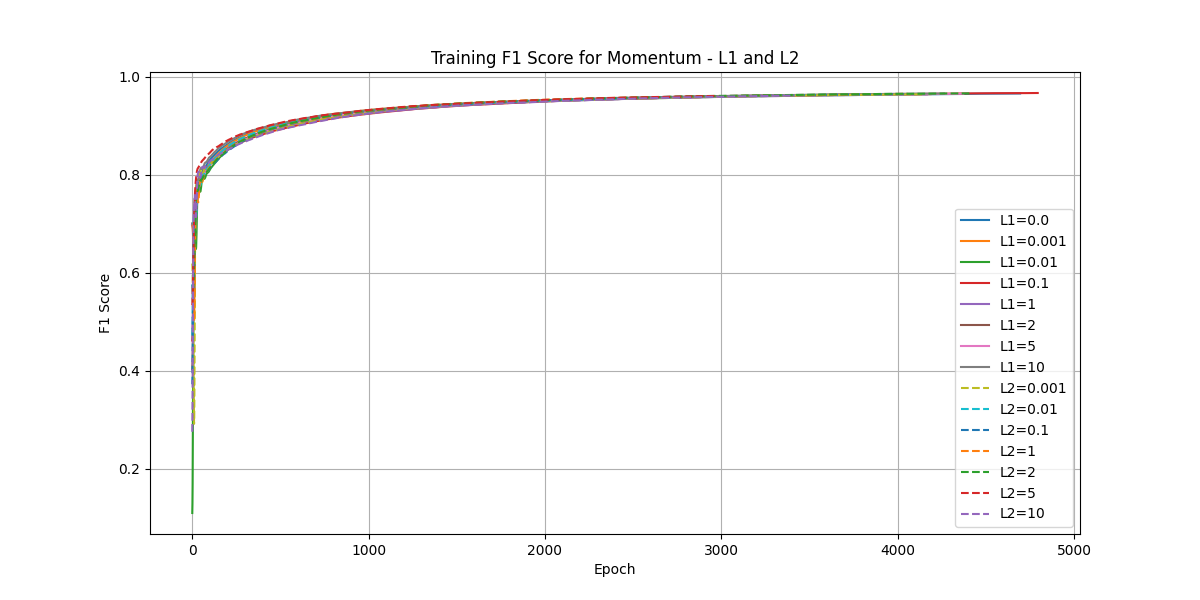 Training F1 Score for Momentum - L1 and L2
1.0
0.8
0.6
0.4
0.2
F1 Score
0 1000 2000 3000 4000 5000
Epoch
L1=0.0
L1=0.001
L1=0.01
L1=0.1
L1=1
L1=2
L1=5
L1=10
L2=0.001
L2=0.01
L2=0.1
L2=1
L2=2
L2=5
L2=10